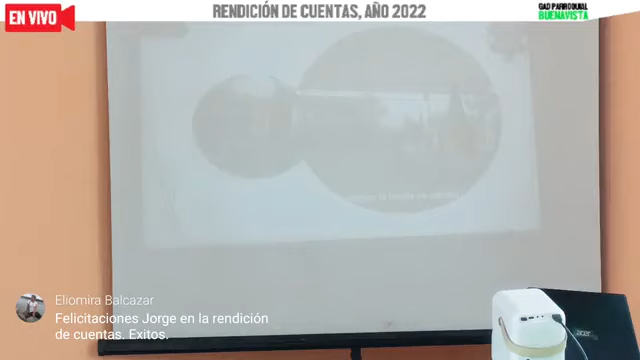 EN VIVO
RENDICIÓN DE CUENTAS, AÑO 2022
GAD PARROQUIAL
BUENAVISTA
Eliomira Balcazar
Felicitaciones Jorge en la rendición
de cuentas. Exitos.
acer